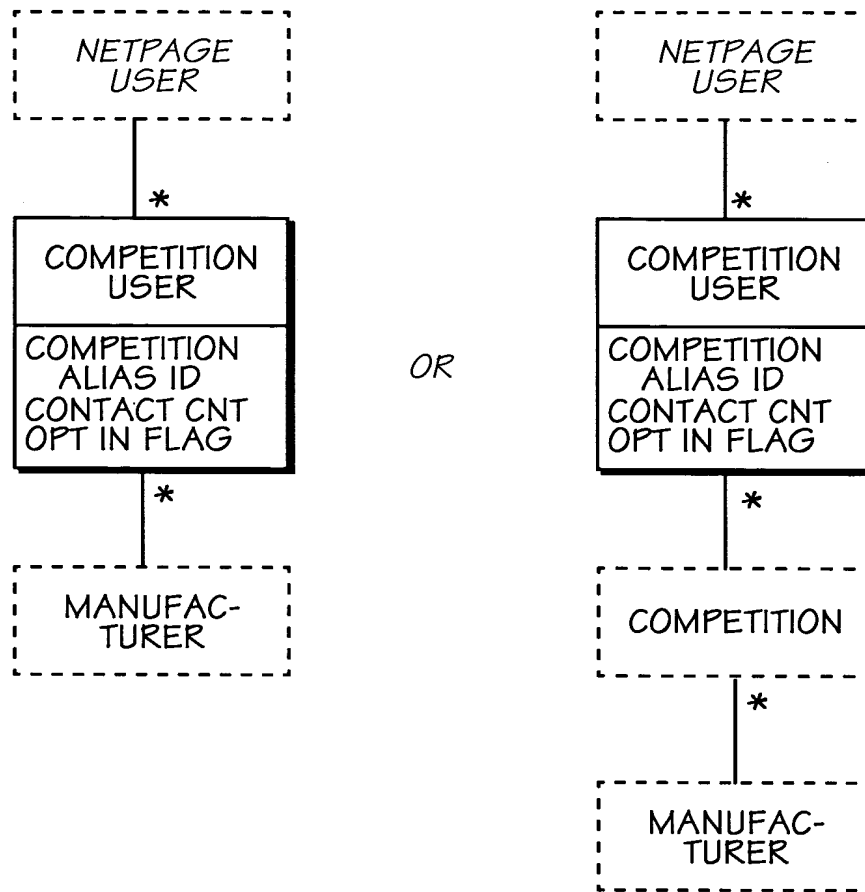 NETPAGE
USER
*
COMPETITION
USER
COMPETITION
ALIAS ID
CONTACT CNT
OPT IN FLAG
*
MANUFAC-
TURER
OR
NETPAGE
USER
*
COMPETITION
USER
COMPETITION
ALIAS ID
CONTACT CNT
OPT IN FLAG
*
COMPETITION
*
MANUFAC-
TURER